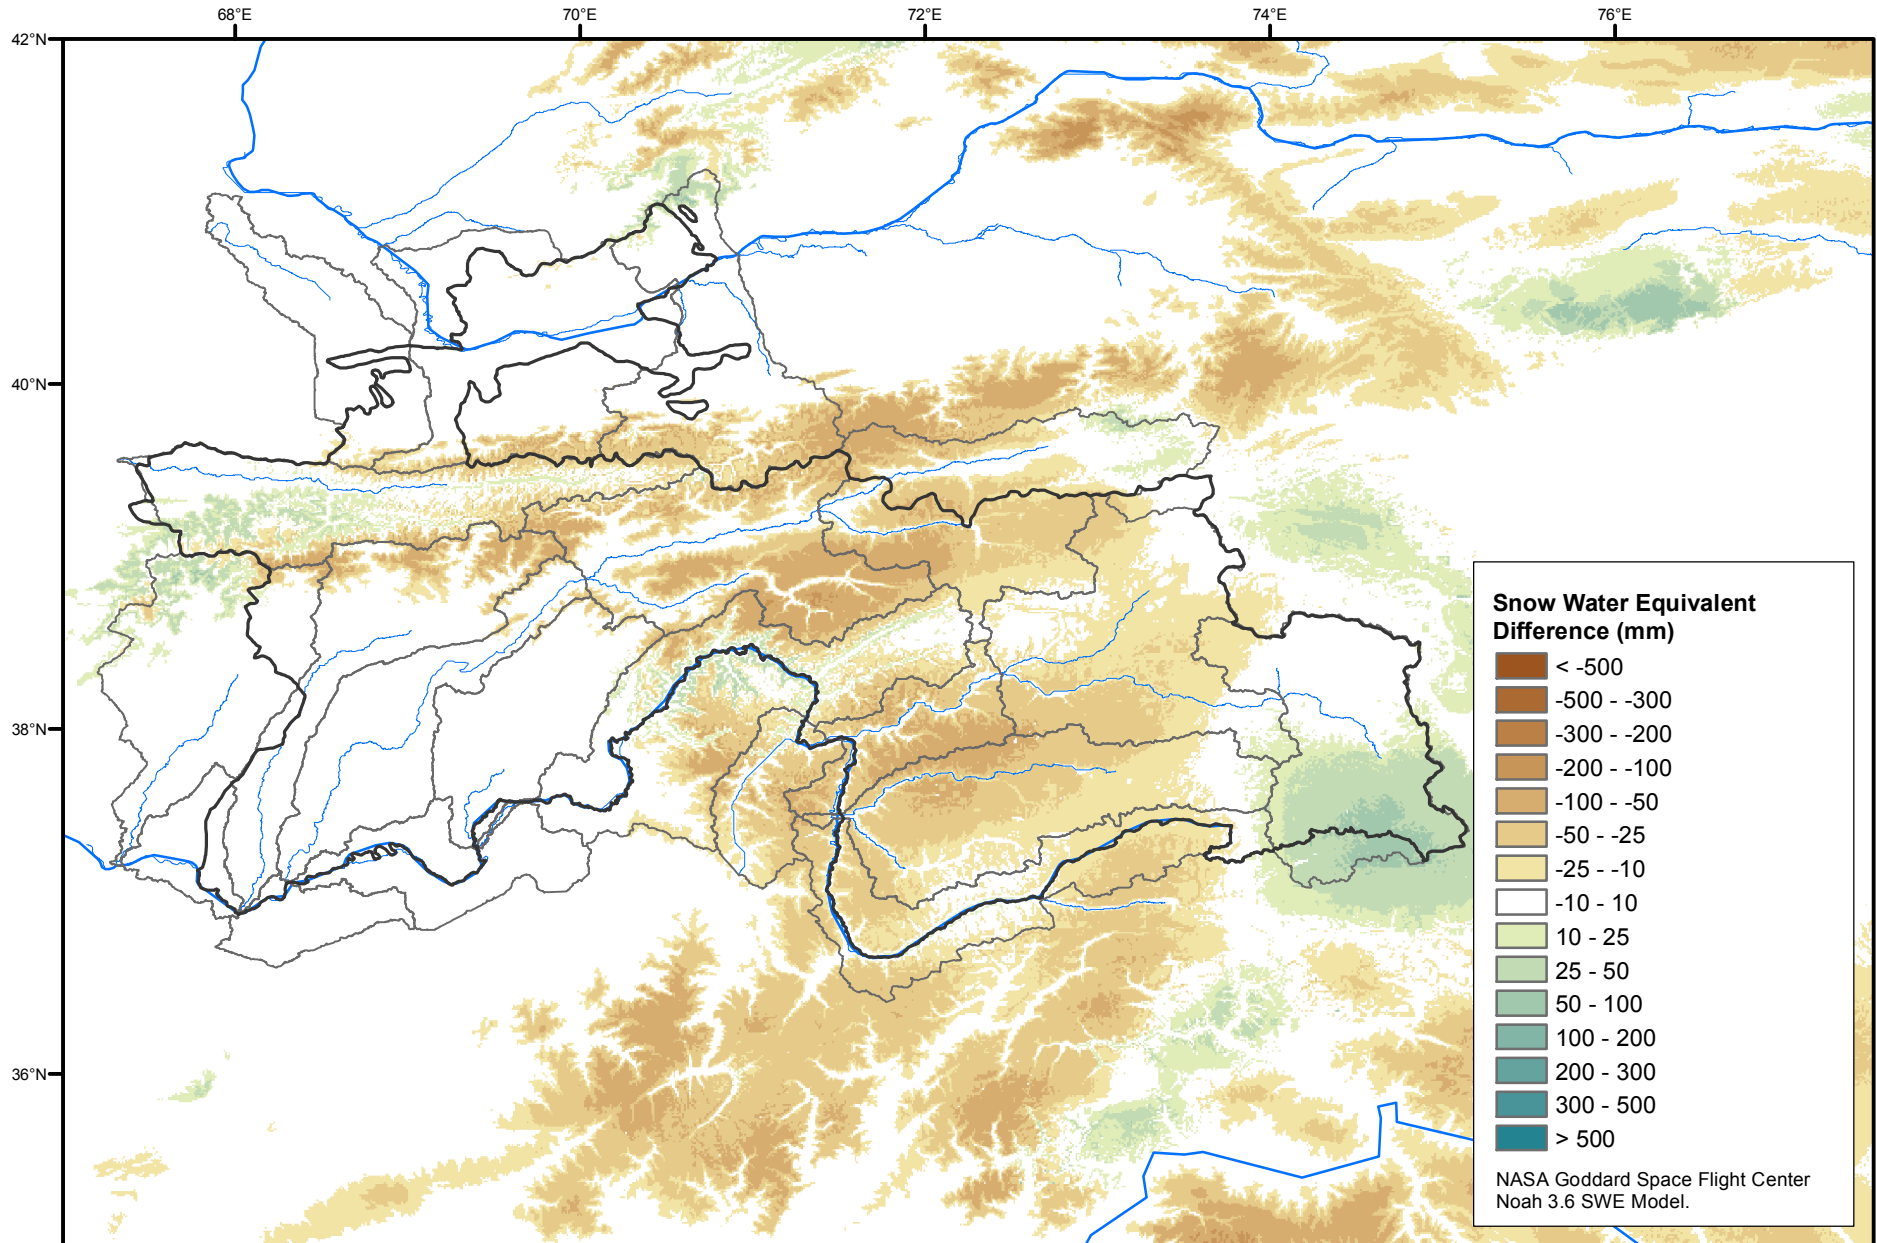 68°E 70°E 72°E 74°E 76°E
42°N
40°N
38°N
36°N
Snow Water Equivalent
Difference (mm)
< -500
-500 - -300
-300 - -200
-200 - -100
-100 - -50
-50 - -25
-25 - -10
-10 - 10
10 - 25
25 - 50
50 - 100
100 - 200
200 - 300
300 - 500
> 500
NASA Goddard Space Flight Center
Noah 3.6 SWE Model.